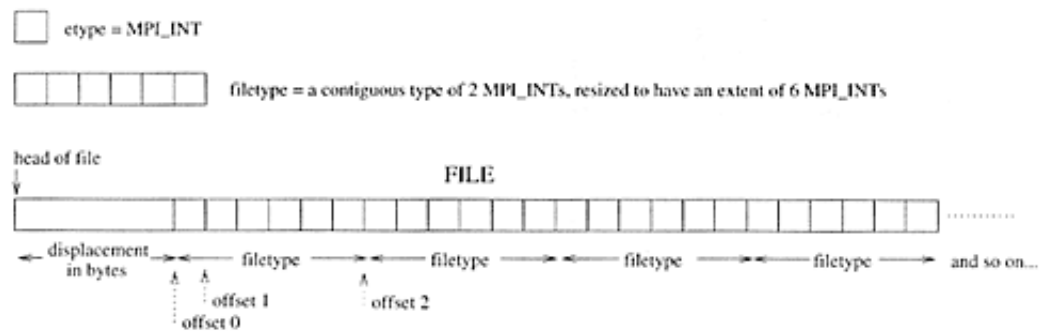 etype = MPI_INT
filetype = a contiguous type of 2 MPI_INTs, resized to have an extent of 6 MPI_INTs
head of file
FILE
displacement
in bytes
filetype
filetype
filetype
filetype
and so on...
offset 1
offset 2
offset 0